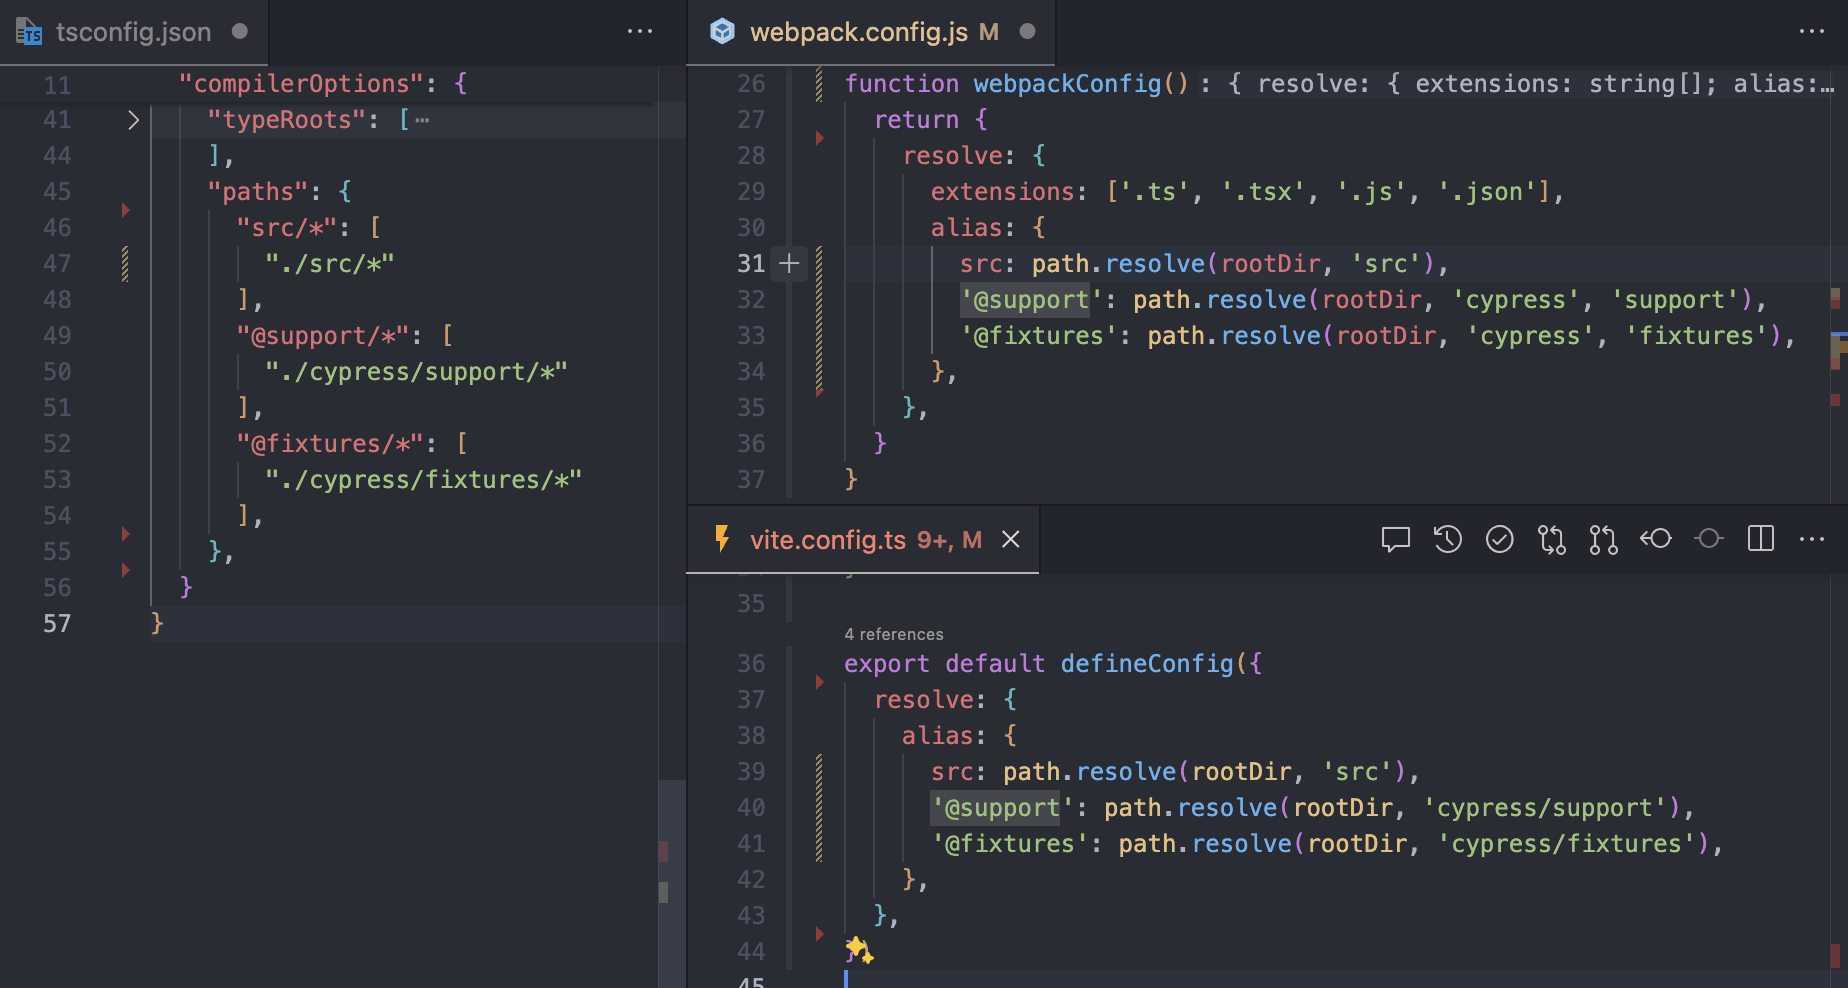 tsconfig.json
11 "compilerOptions": {
41 "typeRoots": [
44 ],
45 "paths": {
46 "src/*": [
47 "./src/*"
48 ],
49 "@support/*": [
50 "./cypress/support/*"
51 ],
52 "@fixtures/*": [
53 "./cypress/fixtures/*"
54 ],
55 },
56 }
57 }
webpack.config.js M
26 function webpackConfig() : { resolve: { extensions: string[]; alias:…
27 return {
28 resolve: {
29 extensions: ['.ts', '.tsx', '.js', '.json'],
30 alias: {
31 src: path.resolve(rootDir, 'src'),
32 '@support': path.resolve(rootDir, 'cypress', 'support'),
33 '@fixtures': path.resolve(rootDir, 'cypress', 'fixtures'),
34 },
35 },
36 }
37 }
vite.config.ts 9+, M
35
4 references
36 export default defineConfig({
37 resolve: {
38 alias: {
39 src: path.resolve(rootDir, 'src'),
40 '@support': path.resolve(rootDir, 'cypress/support'),
41 '@fixtures': path.resolve(rootDir, 'cypress/fixtures'),
42 },
43 },
44 })
45